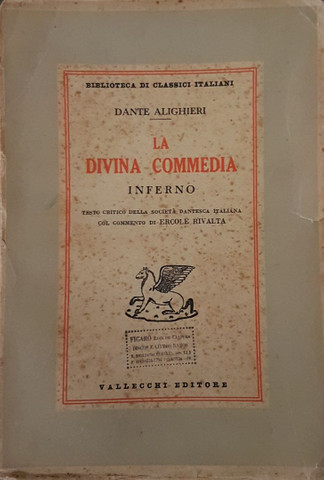 BIBLIOTECA DI CLASSICI ITALIANI
DANTE ALIGHIERI
LA
DIVINA COMMEDIA
INFERNO
TESTO CRITICO DELLA SOCIETÀ DANTESCA ITALIANA
COL COMMENTO DI ERCOLE RIVALTA
FICARÓ
VALLECCHI EDITORE